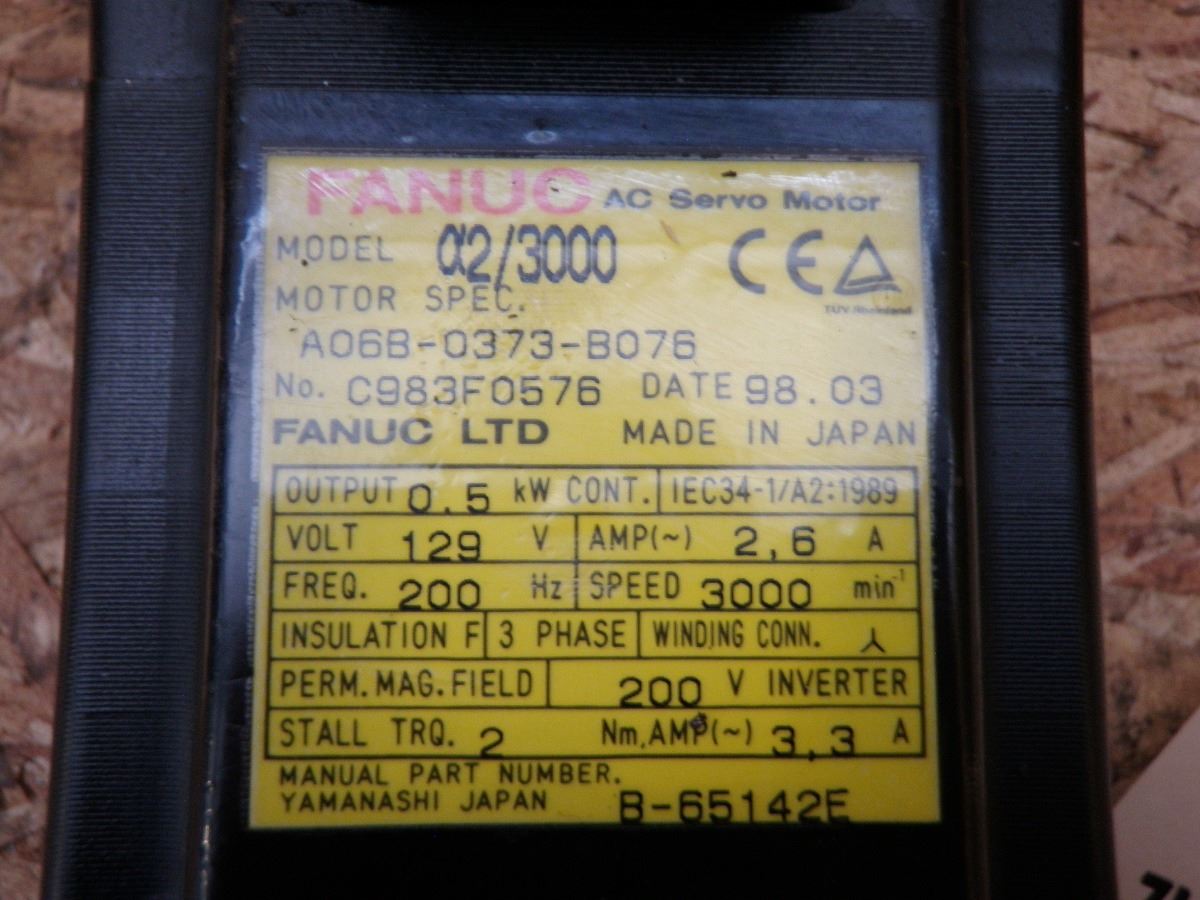 FANUC AC Servo Motor
MODEL α2/3000 CE
TÜV Rheinland
MOTOR SPEC.
A06B-0373-B076
No. C983F0576 DATE 98.03
FANUC LTD MADE IN JAPAN
OUTPUT 0.5 kW CONT. IEC34-1/A2:1989
VOLT 129 V AMP(~) 2,6 A
FREQ. 200 Hz SPEED 3000 min⁻¹
INSULATION F 3 PHASE WINDING CONN. ⅄
PERM.MAG.FIELD 200 V INVERTER
STALL TRQ. 2 Nm,AMP(~) 3,3 A
MANUAL PART NUMBER.
YAMANASHI JAPAN B-65142E